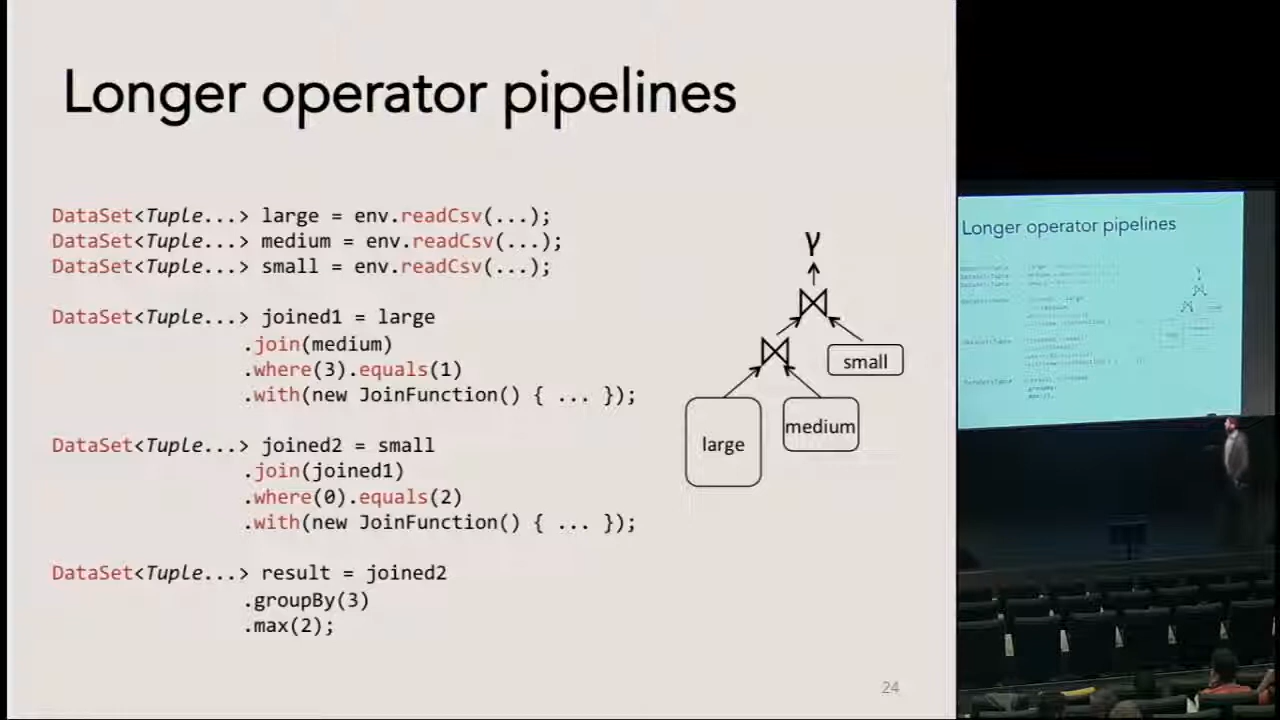 Longer operator pipelines
DataSet<Tuple...> large = env.readCsv(...);
DataSet<Tuple...> medium = env.readCsv(...);
DataSet<Tuple...> small = env.readCsv(...);
DataSet<Tuple...> joined1 = large
.join(medium)
.where(3).equals(1)
.with(new JoinFunction() { ... });
DataSet<Tuple...> joined2 = small
.join(joined1)
.where(0).equals(2)
.with(new JoinFunction() { ... });
DataSet<Tuple...> result = joined2
.groupBy(3)
.max(2);
γ
⋈
⋈
small
large
medium
24
Longer operator pipelines